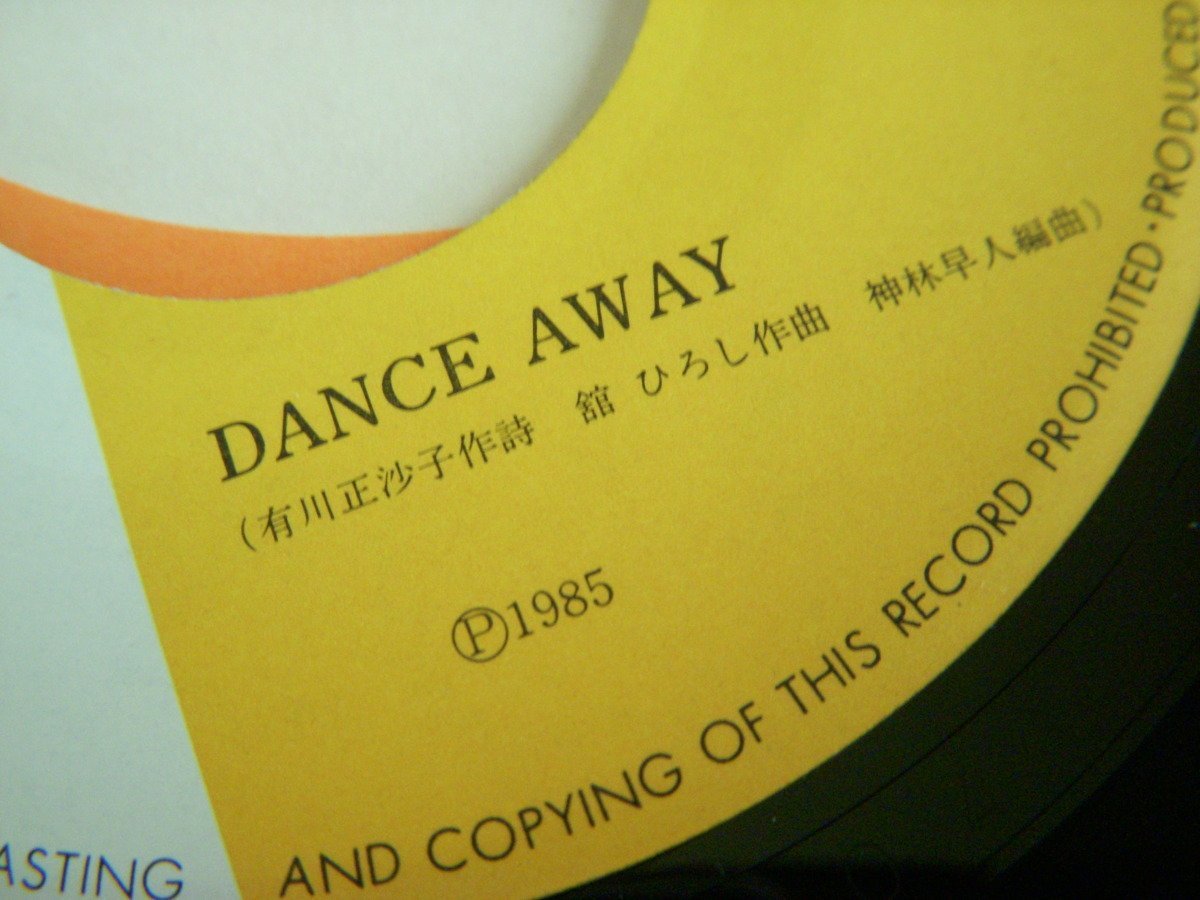 DANCE AWAY
(有川正沙子作詩 舘 ひろし作曲 神林早人編曲)
Ⓟ1985
ASTING AND COPYING OF THIS RECORD PROHIBITED・PRODUCED